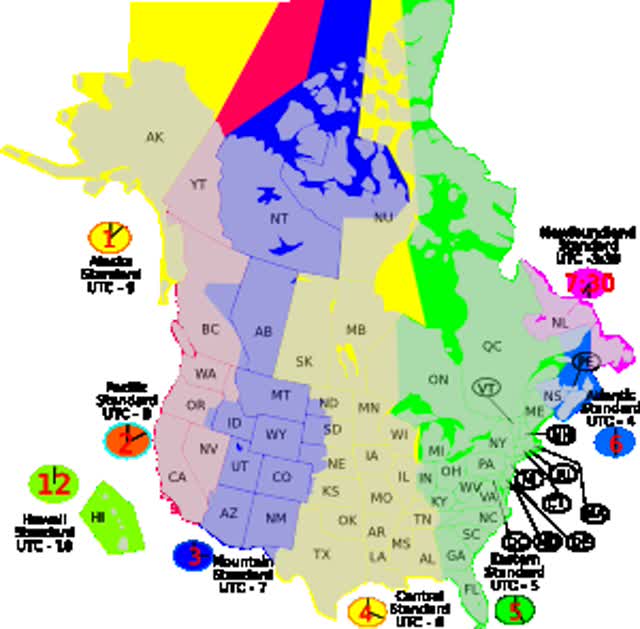 AK
YT
NT
NU
1
Alaska
Standard
UTC - 9
Newfoundland
Standard
UTC -3:30
7:30
NL
BC
AB
SK
MB
QC
ON
VT
PE
NS
ME
Atlantic
Standard
UTC - 4
6
Pacific
Standard
UTC - 8
2
WA
OR
ID
MT
ND
MN
SD
WY
NV
UT
CO
CA
AZ
NM
NE
IA
WI
MI
NY
NH
IL
IN
OH
PA
KS
MO
KY
WV
VA
OK
AR
TN
NC
SC
TX
LA
MS
AL
GA
FL
12
Hawaii
Standard
UTC - 10
HI
3
Mountain
Standard
UTC - 7
4
Central
Standard
UTC - 6
Eastern
Standard
UTC - 5
5